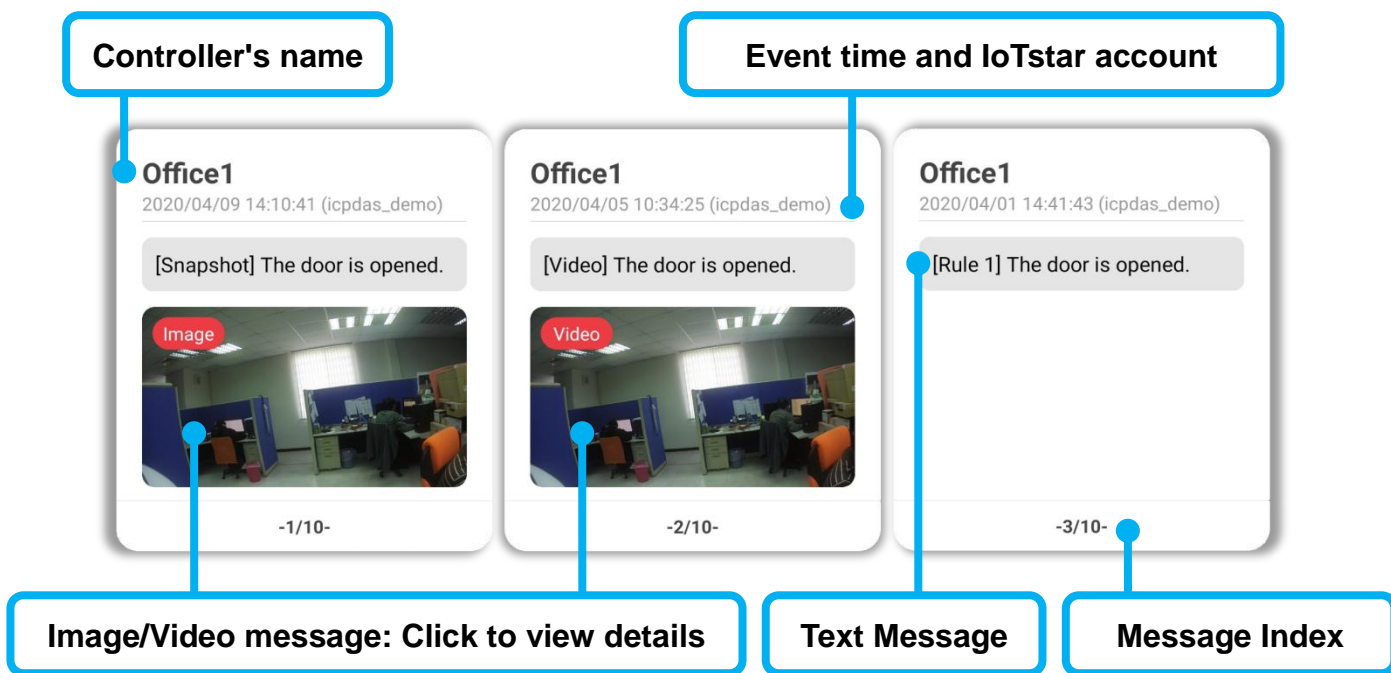 Controller's name
Event time and IoTstar account
Office1
2020/04/09 14:10:41 (icpdas_demo)
[Snapshot] The door is opened.
Image
-1/10-
Office1
2020/04/05 10:34:25 (icpdas_demo)
[Video] The door is opened.
Video
-2/10-
Office1
2020/04/01 14:41:43 (icpdas_demo)
[Rule 1] The door is opened.
-3/10-
Image/Video message: Click to view details
Text Message
Message Index